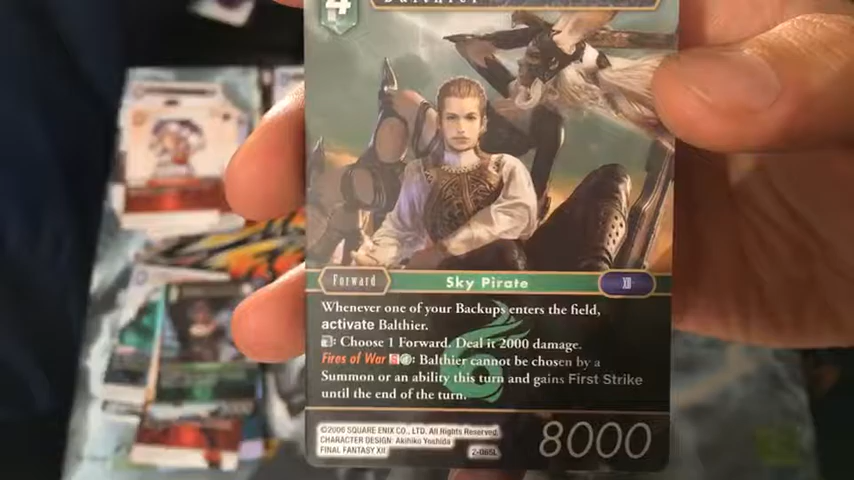 4
Balthier
Forward
Sky Pirate
XII
Whenever one of your Backups enters the field,
activate Balthier.
: Choose 1 Forward. Deal it 2000 damage.
Fires of War S : Balthier cannot be chosen by a
Summon or an ability this turn and gains First Strike
until the end of the turn.
©2006 SQUARE ENIX CO., LTD. All Rights Reserved.
CHARACTER DESIGN: Akihiko Yoshida
FINAL FANTASY XII
2-065L
8000